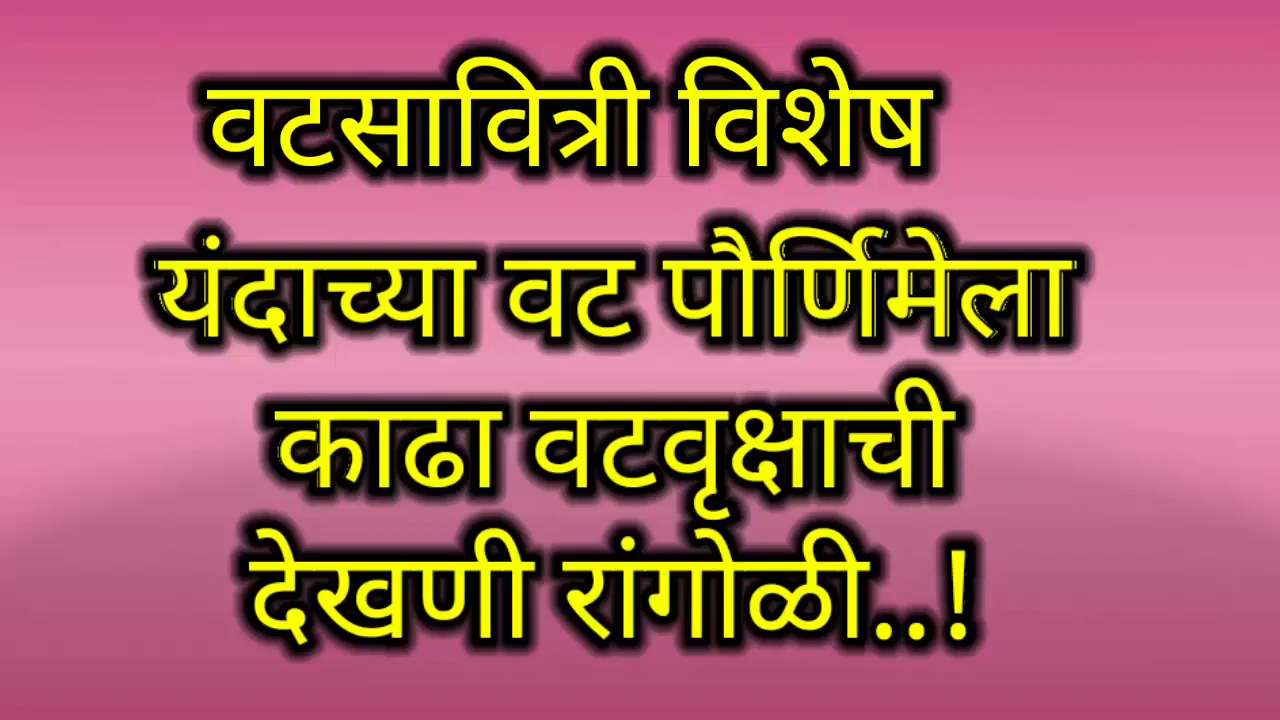 वटसावित्री विशेष
यंदाच्या वट पौर्णिमेला
काढा वटवृक्षाची
देखणी रांगोळी..!